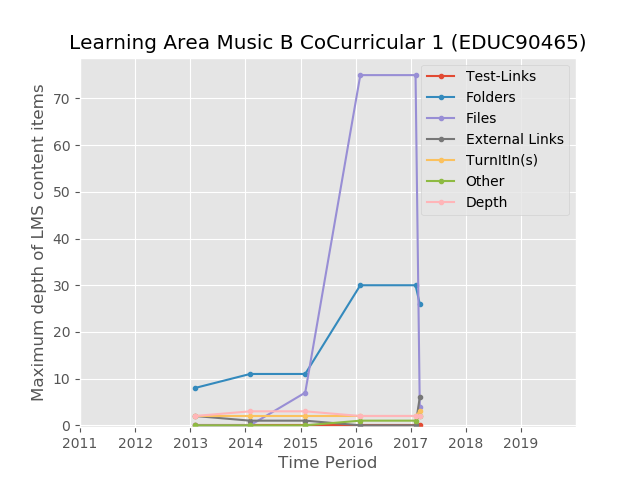 Learning Area Music B CoCurricular 1 (EDUC90465)
Maximum depth of LMS content items
70
60
50
40
30
20
10
0
Test-Links
Folders
Files
External Links
TurnItIn(s)
Other
Depth
2011 2012 2013 2014 2015 2016 2017 2018 2019
Time Period